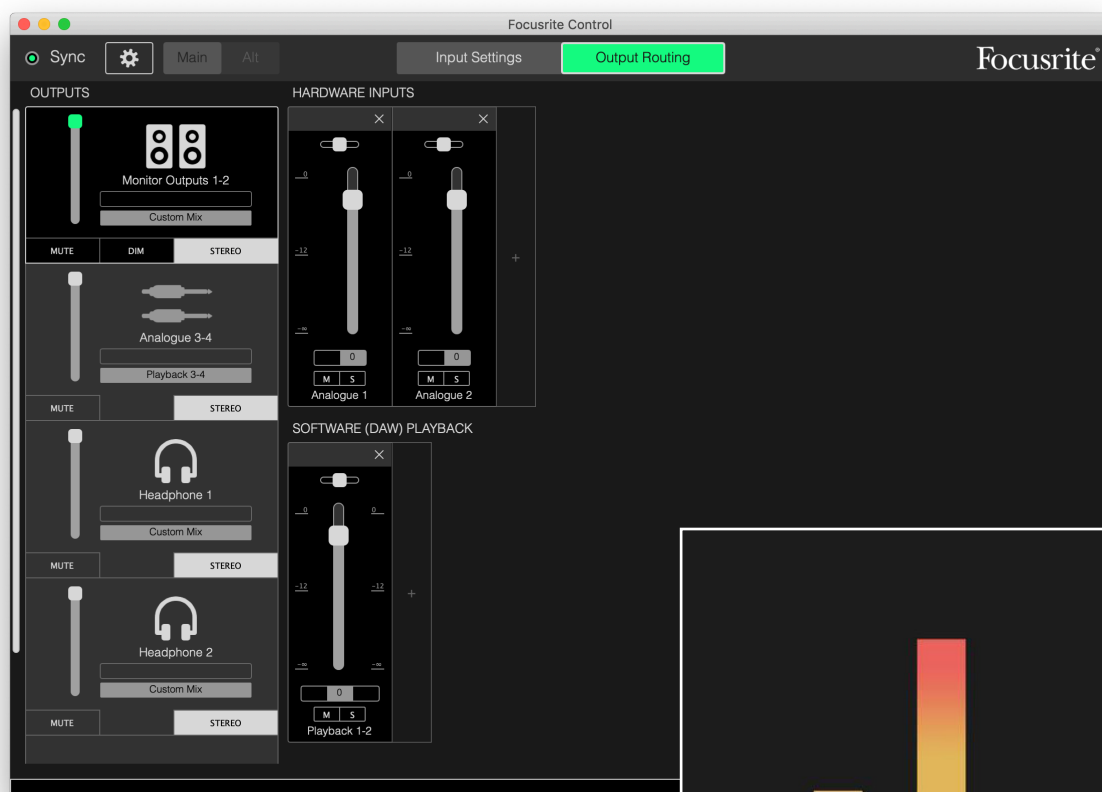 Focusrite Control
Sync
Main
Alt
Input Settings
Output Routing
Focusrite®
OUTPUTS
Monitor Outputs 1-2
Custom Mix
MUTE
DIM
STEREO
Analogue 3-4
Playback 3-4
MUTE
STEREO
Headphone 1
Custom Mix
MUTE
STEREO
Headphone 2
Custom Mix
MUTE
STEREO
HARDWARE INPUTS
0
-12
-∞
0
M S
Analogue 1
0
-12
-∞
0
M S
Analogue 2
+
SOFTWARE (DAW) PLAYBACK
0 0
-12 -12
-∞ -∞
0
M S
Playback 1-2
+